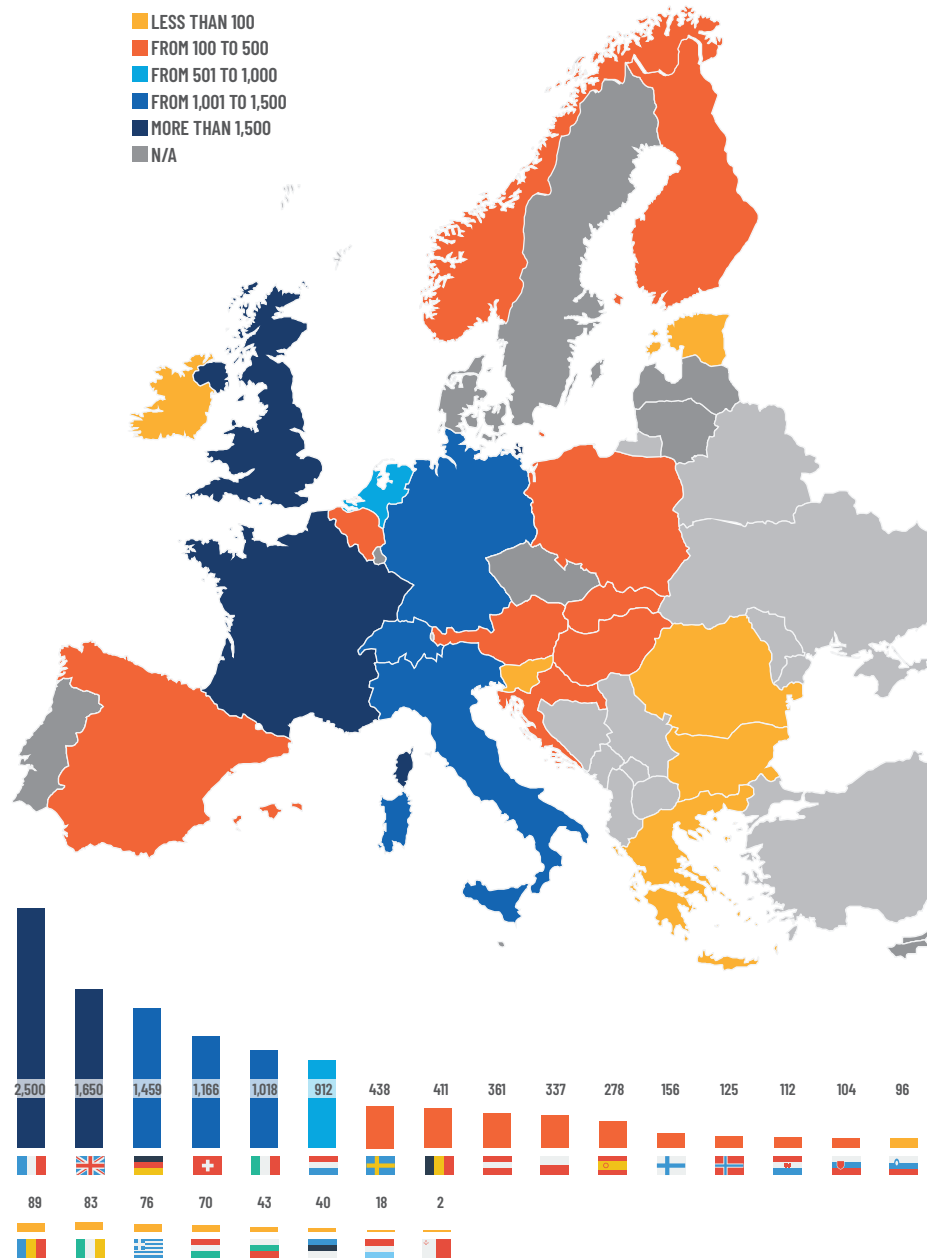 LESS THAN 100
FROM 100 TO 500
FROM 501 TO 1,000
FROM 1,001 TO 1,500
MORE THAN 1,500
N/A
2,500 1,650 1,459 1,166 1,018 912 438 411 361 337 278 156 125 112 104 96
89 83 76 70 43 40 18 2